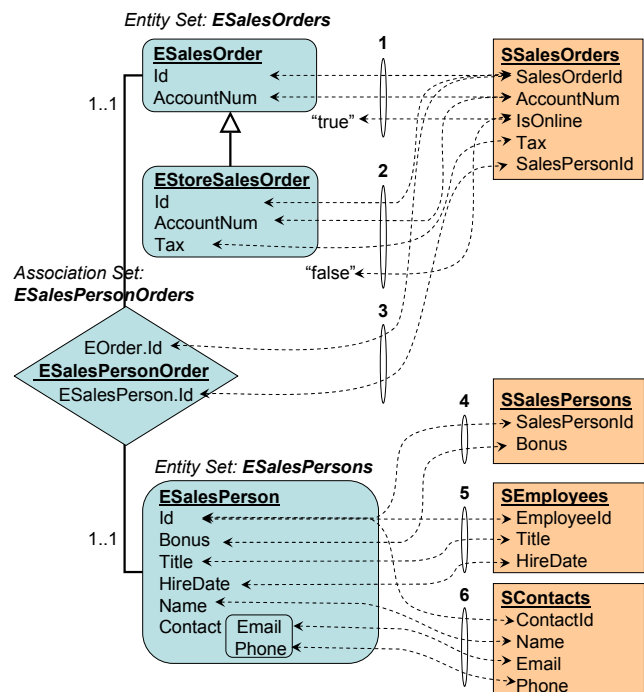 Entity Set: ESalesOrders
ESalesOrder
Id
AccountNum
1..1
EStoreSalesOrder
Id
AccountNum
Tax
Association Set:
ESalesPersonOrders
EOrder.Id
ESalesPersonOrder
ESalesPerson.Id
Entity Set: ESalesPersons
1..1
ESalesPerson
Id
Bonus
Title
HireDate
Name
Contact
Email
Phone
1
“true”
2
“false”
3
4
5
6
SSalesOrders
SalesOrderId
AccountNum
IsOnline
Tax
SalesPersonId
SSalesPersons
SalesPersonId
Bonus
SEmployees
EmployeeId
Title
HireDate
SContacts
ContactId
Name
Email
Phone